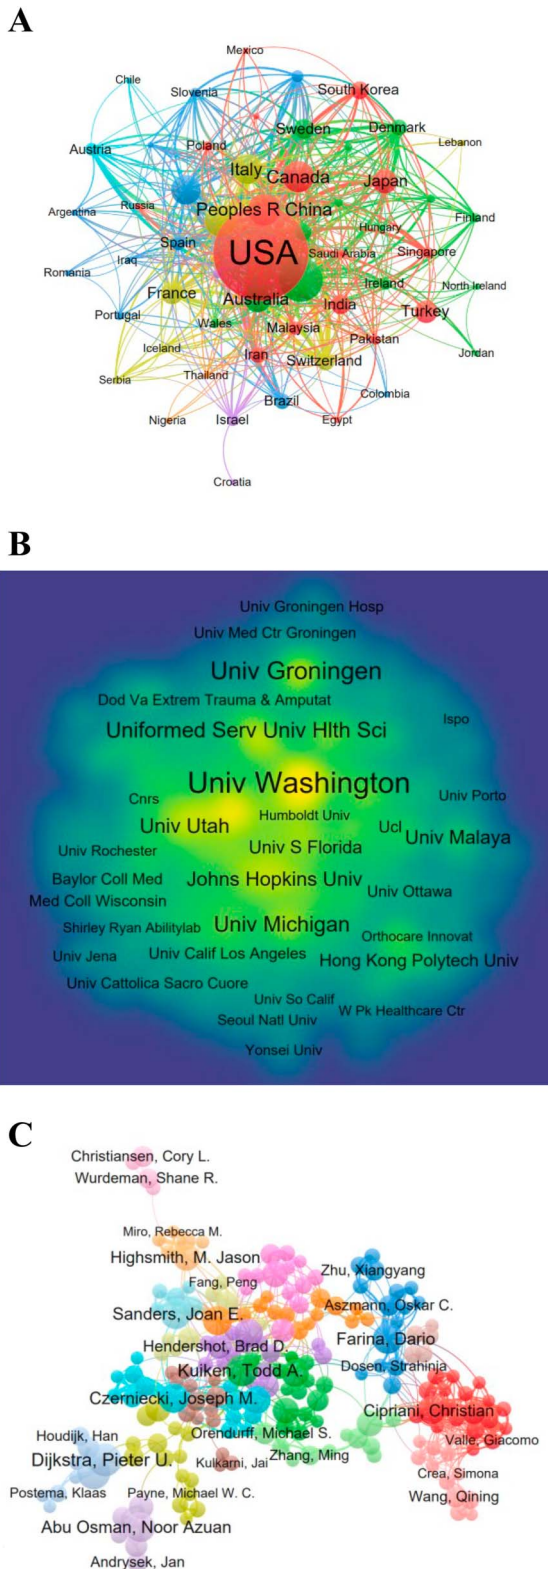 A
Mexico
Chile
Slovenia
South Korea
Sweden
Denmark
Austria
Poland
Lebanon
Italy
Canada
Japan
Argentina
Russia
Peoples R China
Finland
Hungary
Spain
USA
Saudi Arabia
Singapore
Romania
Iraq
Ireland
North Ireland
France
Australia
India
Portugal
Turkey
Wales
Malaysia
Pakistan
Iceland
Iran
Switzerland
Jordan
Serbia
Thailand
Brazil
Colombia
Nigeria
Israel
Egypt
Croatia
B
Univ Groningen Hosp
Univ Med Ctr Groningen
Univ Groningen
Dod Va Extrem Trauma & Amputat
Ispo
Uniformed Serv Univ Hlth Sci
Univ Washington
Cnrs
Univ Porto
Humboldt Univ
Univ Utah
Ucl
Univ Malaya
Univ Rochester
Univ S Florida
Baylor Coll Med
Johns Hopkins Univ
Univ Ottawa
Med Coll Wisconsin
Shirley Ryan Abilitylab
Univ Michigan
Orthocare Innovat
Univ Jena
Univ Calif Los Angeles
Hong Kong Polytech Univ
Univ Cattolica Sacro Cuore
Univ So Calif
W Pk Healthcare Ctr
Seoul Natl Univ
Yonsei Univ
C
Christiansen, Cory L.
Wurdeman, Shane R.
Miro, Rebecca M.
Highsmith, M. Jason
Zhu, Xiangyang
Fang, Peng
Aszmann, Oskar C.
Sanders, Joan E.
Farina, Dario
Hendershot, Brad D.
Dosen, Strahinja
Kuiken, Todd A.
Czerniecki, Joseph M.
Cipriani, Christian
Houdijk, Han
Orendurff, Michael S.
Valle, Giacomo
Dijkstra, Pieter U.
Kulkarni, Jai
Zhang, Ming
Crea, Simona
Postema, Klaas
Payne, Michael W. C.
Wang, Qining
Abu Osman, Noor Azuan
Andrysek, Jan